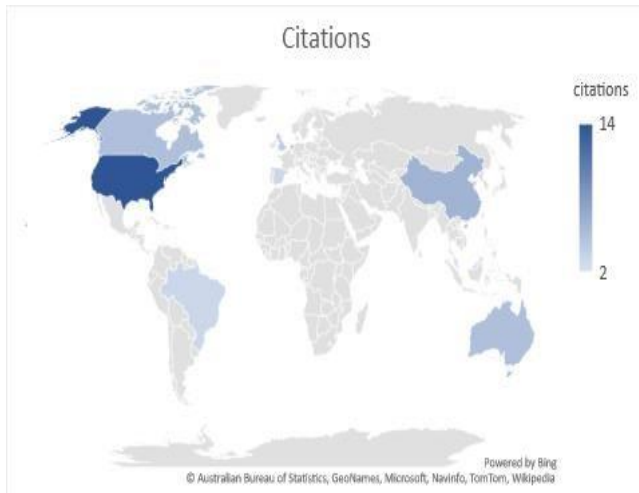 Citations
citations
14
2
Powered by Bing
© Australian Bureau of Statistics, GeoNames, Microsoft, Navinfo, TomTom, Wikipedia